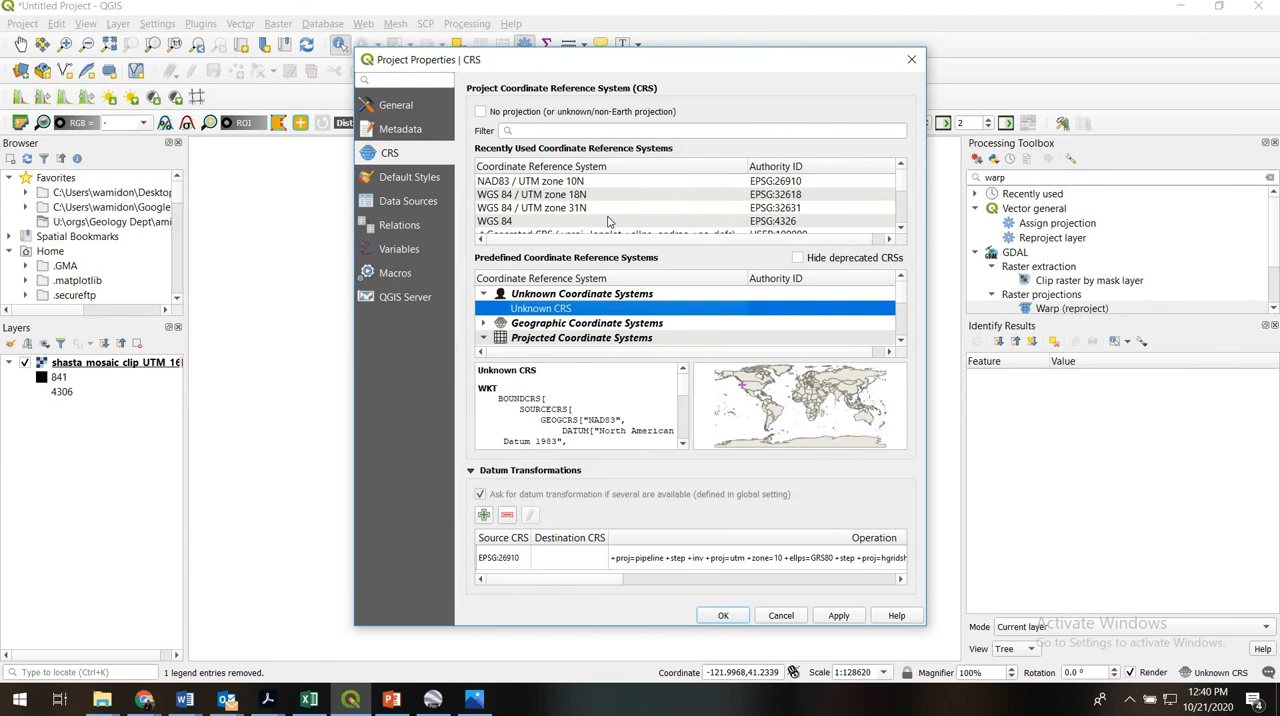 *Untitled Project - QGIS
Project Edit View Layer Settings Plugins Vector Raster Database Web Mesh SCP Processing Help
RGB = - ROI Dist 2
Browser
Favorites
C:\Users\wamidon\Desktop
C:\Users\wamidon\Docum
U:\orgs\Geology Dept\ami
Spatial Bookmarks
Home
.GMA
.matplotlib
.secureftp
Layers
shasta mosaic clip UTM 16
841
4306
Project Properties | CRS
General
Metadata
CRS
Default Styles
Data Sources
Relations
Variables
Macros
QGIS Server
Project Coordinate Reference System (CRS)
No projection (or unknown/non-Earth projection)
Filter
Recently Used Coordinate Reference Systems
Coordinate Reference System Authority ID
NAD83 / UTM zone 10N EPSG:26910
WGS 84 / UTM zone 18N EPSG:32618
WGS 84 / UTM zone 31N EPSG:32631
WGS 84 EPSG:4326
Predefined Coordinate Reference Systems Hide deprecated CRSs
Coordinate Reference System Authority ID
Unknown Coordinate Systems
Unknown CRS
Geographic Coordinate Systems
Projected Coordinate Systems
Unknown CRS
WKT
BOUNDCRS[
SOURCECRS[
GEOGCRS["NAD83",
DATUM["North American
Datum 1983",
Datum Transformations
Ask for datum transformation if several are available (defined in global setting)
Source CRS Destination CRS Operation
EPSG:26910 +proj=pipeline +step +inv +proj=utm +zone=10 +ellps=GRS80 +step +proj=hgridsh
OK Cancel Apply Help
Processing Toolbox
warp
Recently used
Vector general
Assign projection
Reproject layer
GDAL
Raster extraction
Clip raster by mask layer
Raster projections
Warp (reproject)
Identify Results
Feature Value
Mode Current layer
View Tree Help
Activate Windows
Go to Settings to activate Windows.
Type to locate (Ctrl+K) 1 legend entries removed. Coordinate -121.9968,41.2339 Scale 1:128620 Magnifier 100% Rotation 0.0 ° Render Unknown CRS
12:40 PM
10/21/2020
4